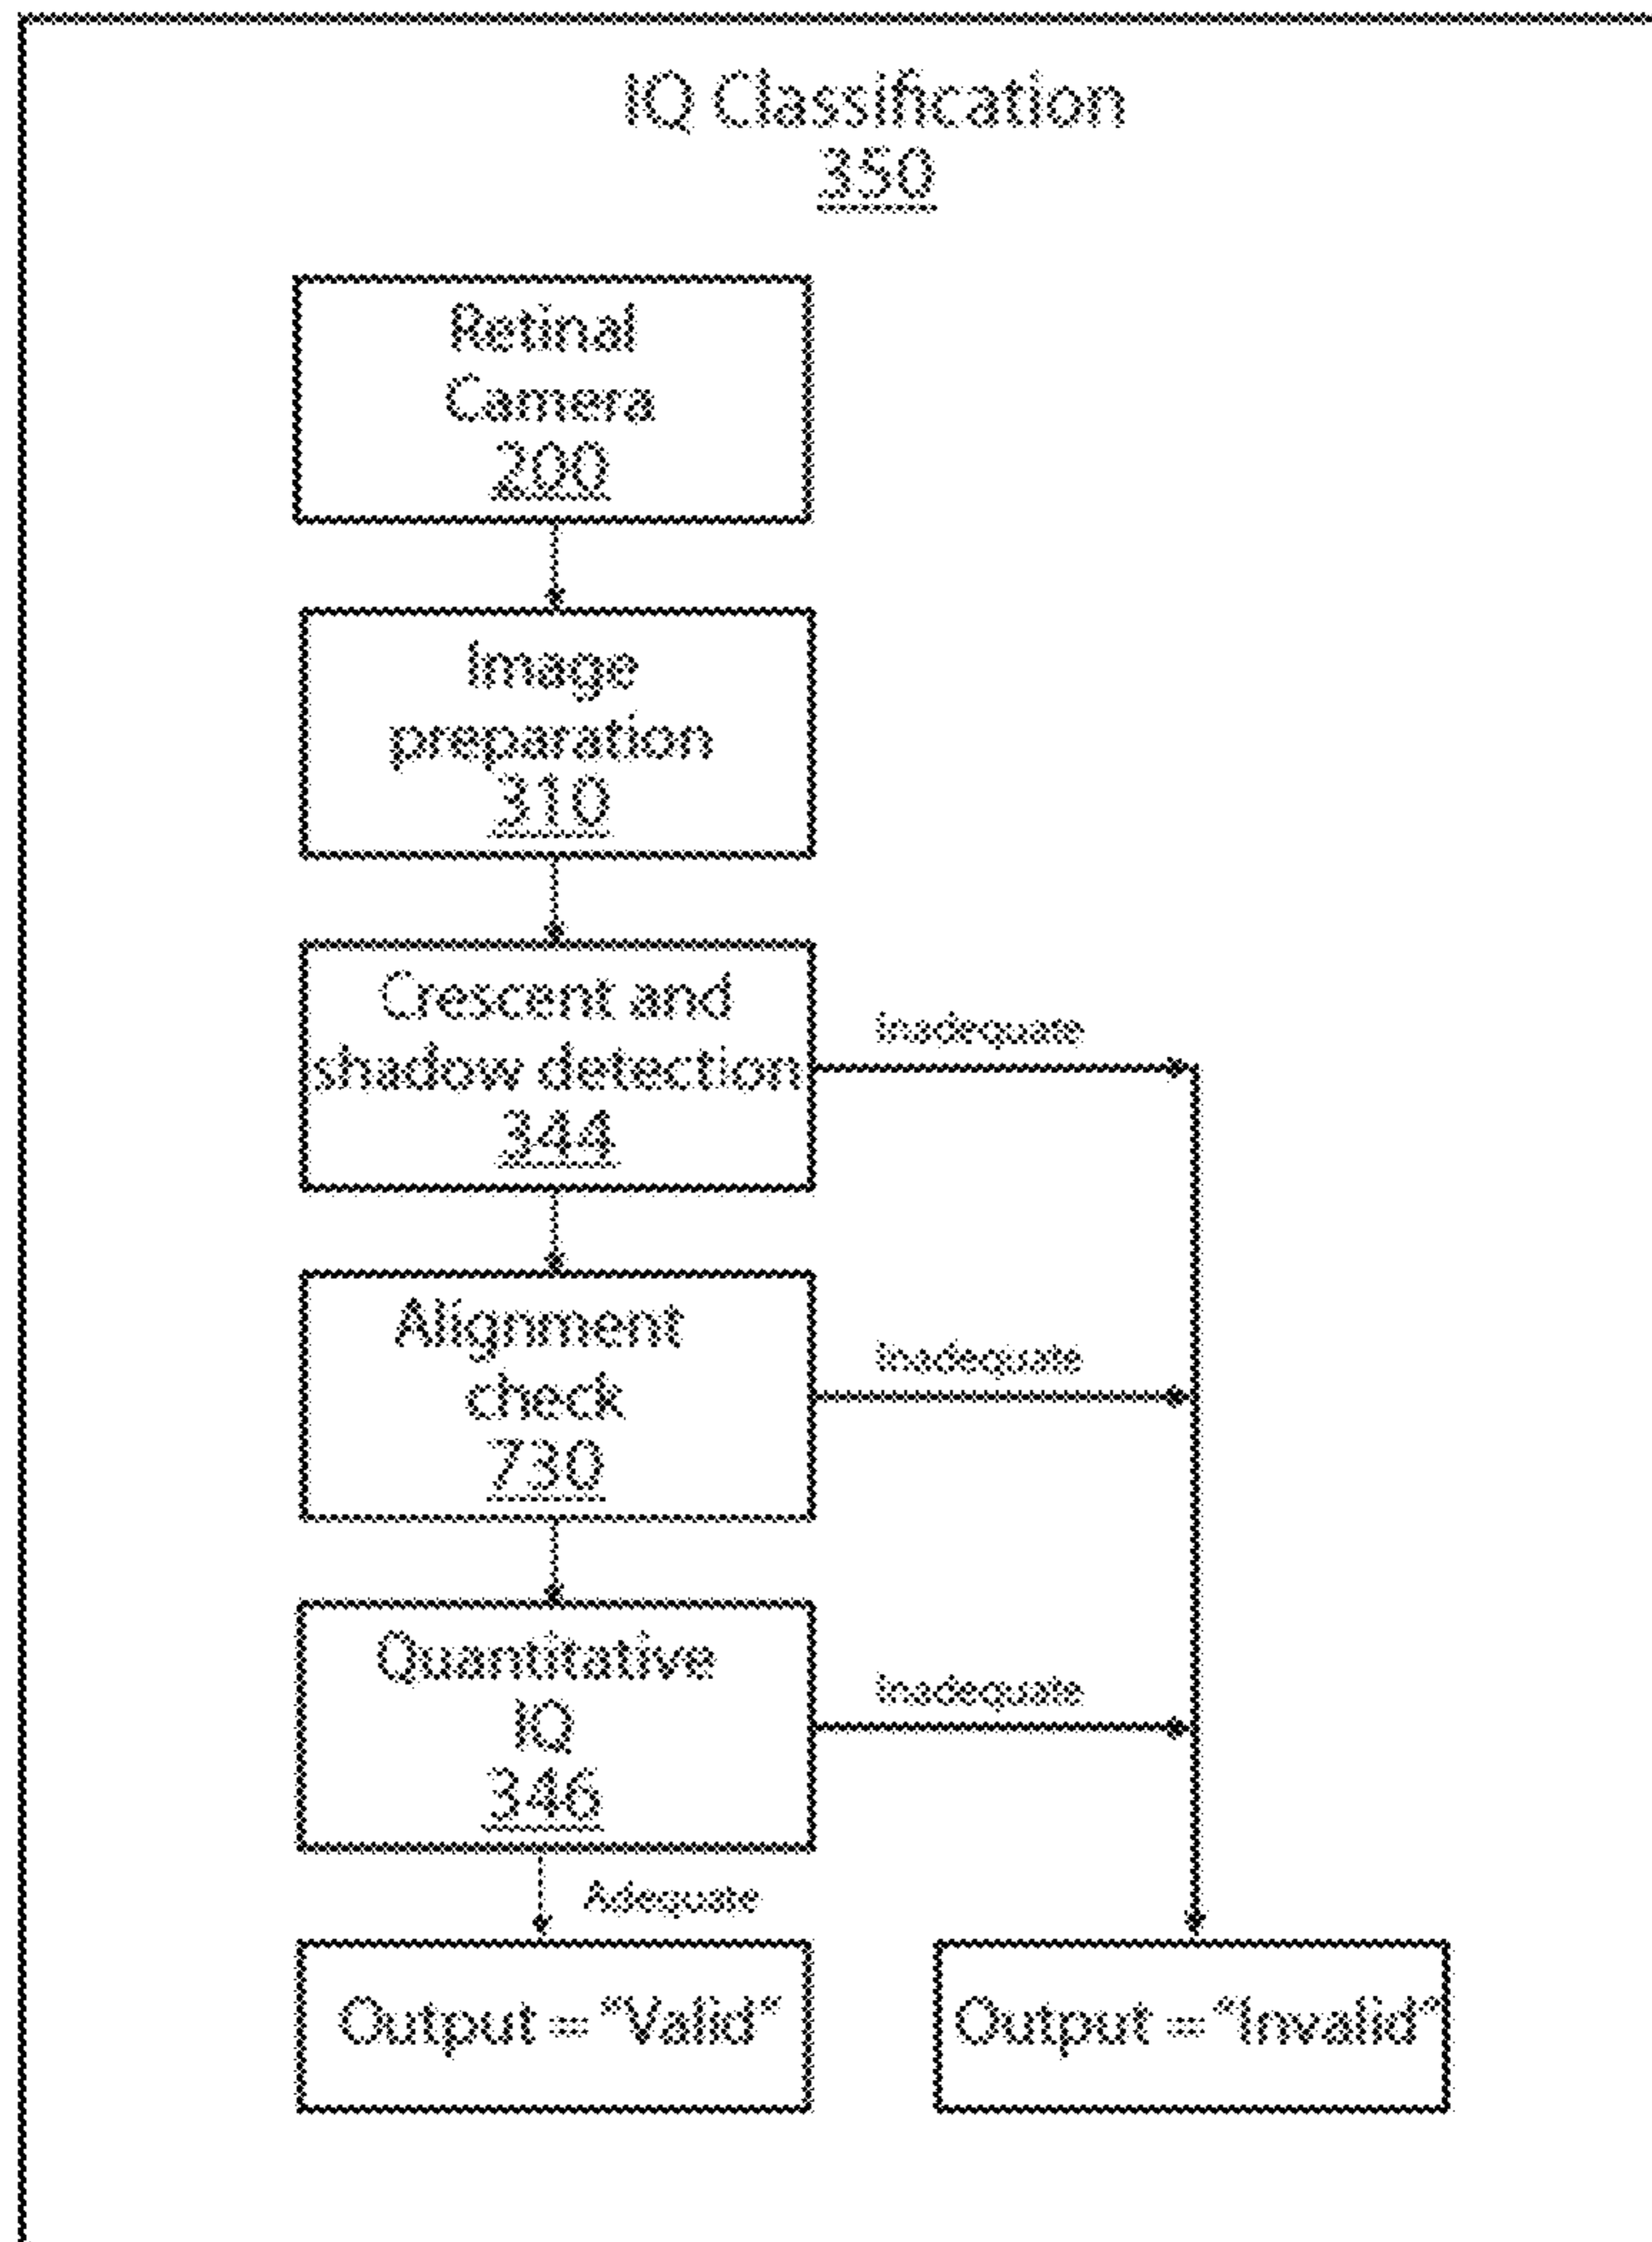 IQ Classification
350
Retinal
Camera
200
Image
preparation
310
Crescent and
shadow detection
344
inadequate
Alignment
check
730
inadequate
Quantitative
IQ
346
inadequate
Adequate
Output = "Valid"
Output = "Invalid"